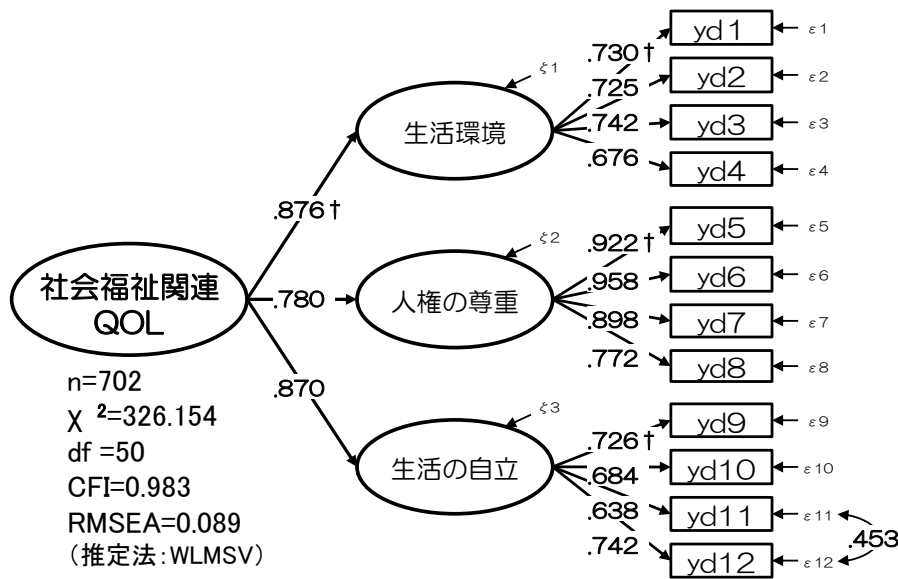 社会福祉関連
QOL
n=702
χ ²=326.154
df =50
CFI=0.983
RMSEA=0.089
（推定法:WLMSV）
.876†
.780
.870
ζ1
生活環境
.730†
.725
.742
.676
yd1
ε1
yd2
ε2
yd3
ε3
yd4
ε4
ζ2
人権の尊重
.922†
.958
.898
.772
yd5
ε5
yd6
ε6
yd7
ε7
yd8
ε8
ζ3
生活の自立
.726†
.684
.638
.742
yd9
ε9
yd10
ε10
yd11
ε11
yd12
ε12
.453